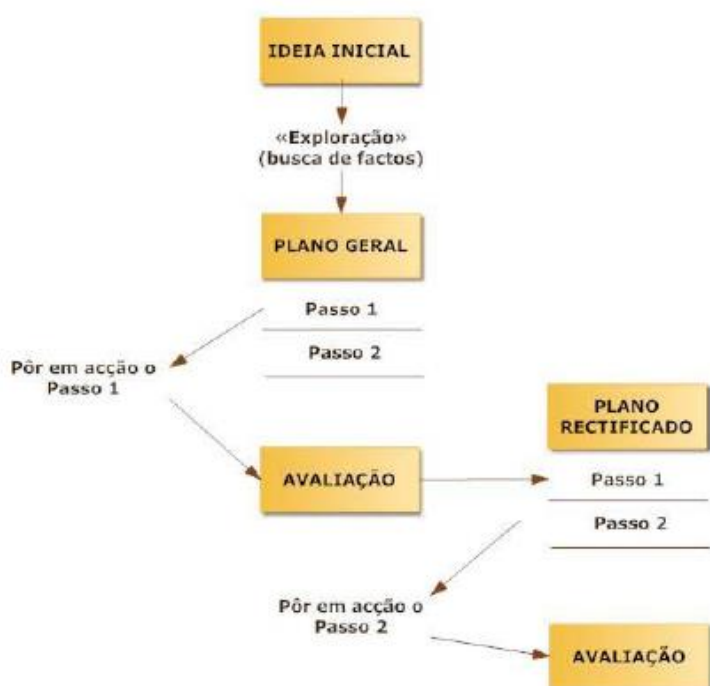 IDEIA INICIAL
«Exploração»
(busca de factos)
PLANO GERAL
Passo 1
Passo 2
Pôr em acção o
Passo 1
AVALIAÇÃO
PLANO
RECTIFICADO
Passo 1
Passo 2
Pôr em acção o
Passo 2
AVALIAÇÃO